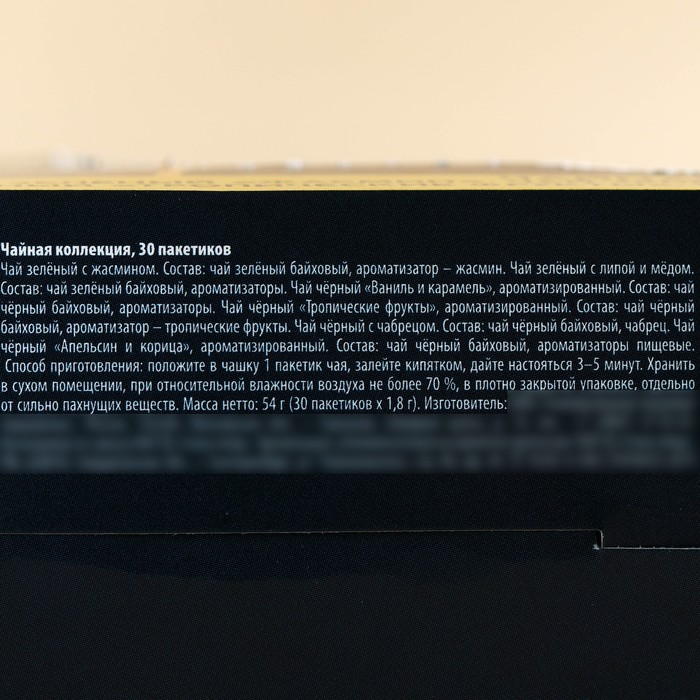 Чайная коллекция, 30 пакетиков
Чай зелёный с жасмином. Состав: чай зелёный байховый, ароматизатор – жасмин. Чай зелёный с липой и мёдом.
Состав: чай зелёный байховый, ароматизаторы. Чай чёрный «Ваниль и карамель», ароматизированный. Состав: чай
чёрный байховый, ароматизаторы. Чай чёрный «Тропические фрукты», ароматизированный. Состав: чай чёрный
байховый, ароматизатор – тропические фрукты. Чай чёрный с чабрецом. Состав: чай чёрный байховый, чабрец. Чай
чёрный «Апельсин и корица», ароматизированный. Состав: чай чёрный байховый, ароматизаторы пищевые.
Способ приготовления: положите в чашку 1 пакетик чая, залейте кипятком, дайте настояться 3–5 минут. Хранить
в сухом помещении, при относительной влажности воздуха не более 70 %, в плотно закрытой упаковке, отдельно
от сильно пахнущих веществ. Масса нетто: 54 г (30 пакетиков х 1,8 г). Изготовитель: